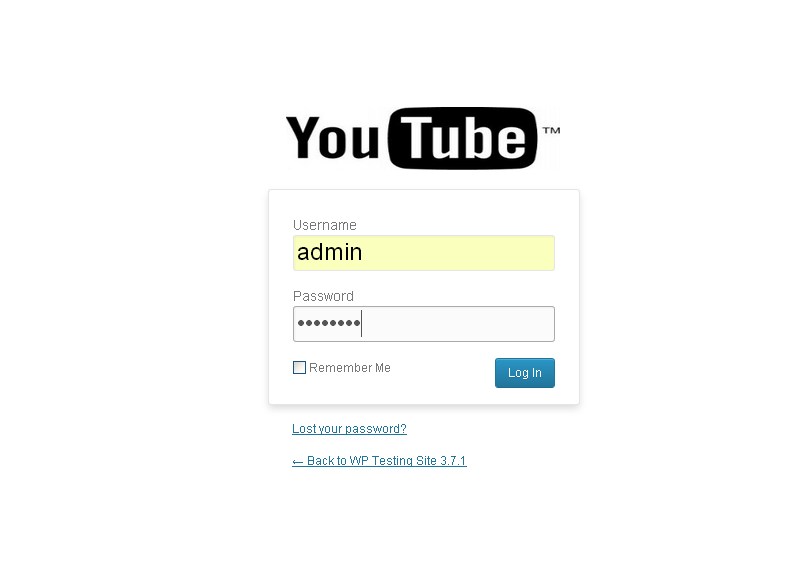 YouTube™
Username
admin
Password
••••••••
Remember Me
Log In
Lost your password?
← Back to WP Testing Site 3.7.1